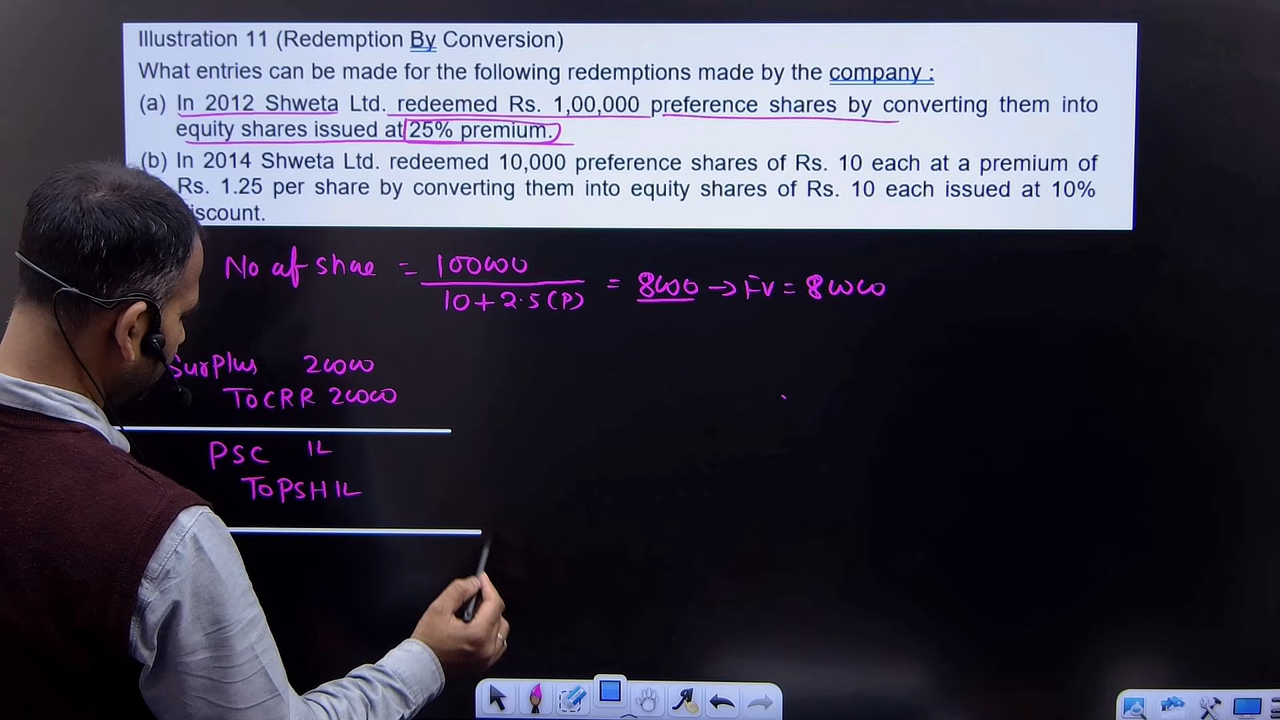 Illustration 11 (Redemption By Conversion)
What entries can be made for the following redemptions made by the company :
(a) In 2012 Shweta Ltd. redeemed Rs. 1,00,000 preference shares by converting them into
equity shares issued at 25% premium.
(b) In 2014 Shweta Ltd. redeemed 10,000 preference shares of Rs. 10 each at a premium of
Rs. 1.25 per share by converting them into equity shares of Rs. 10 each issued at 10%
iscount.
No of share = 100000 / 10+2.5(P) = 8000 → FV = 80000
Surplus 20000
To CRR 20000
PSC 1L
To PSH 1L